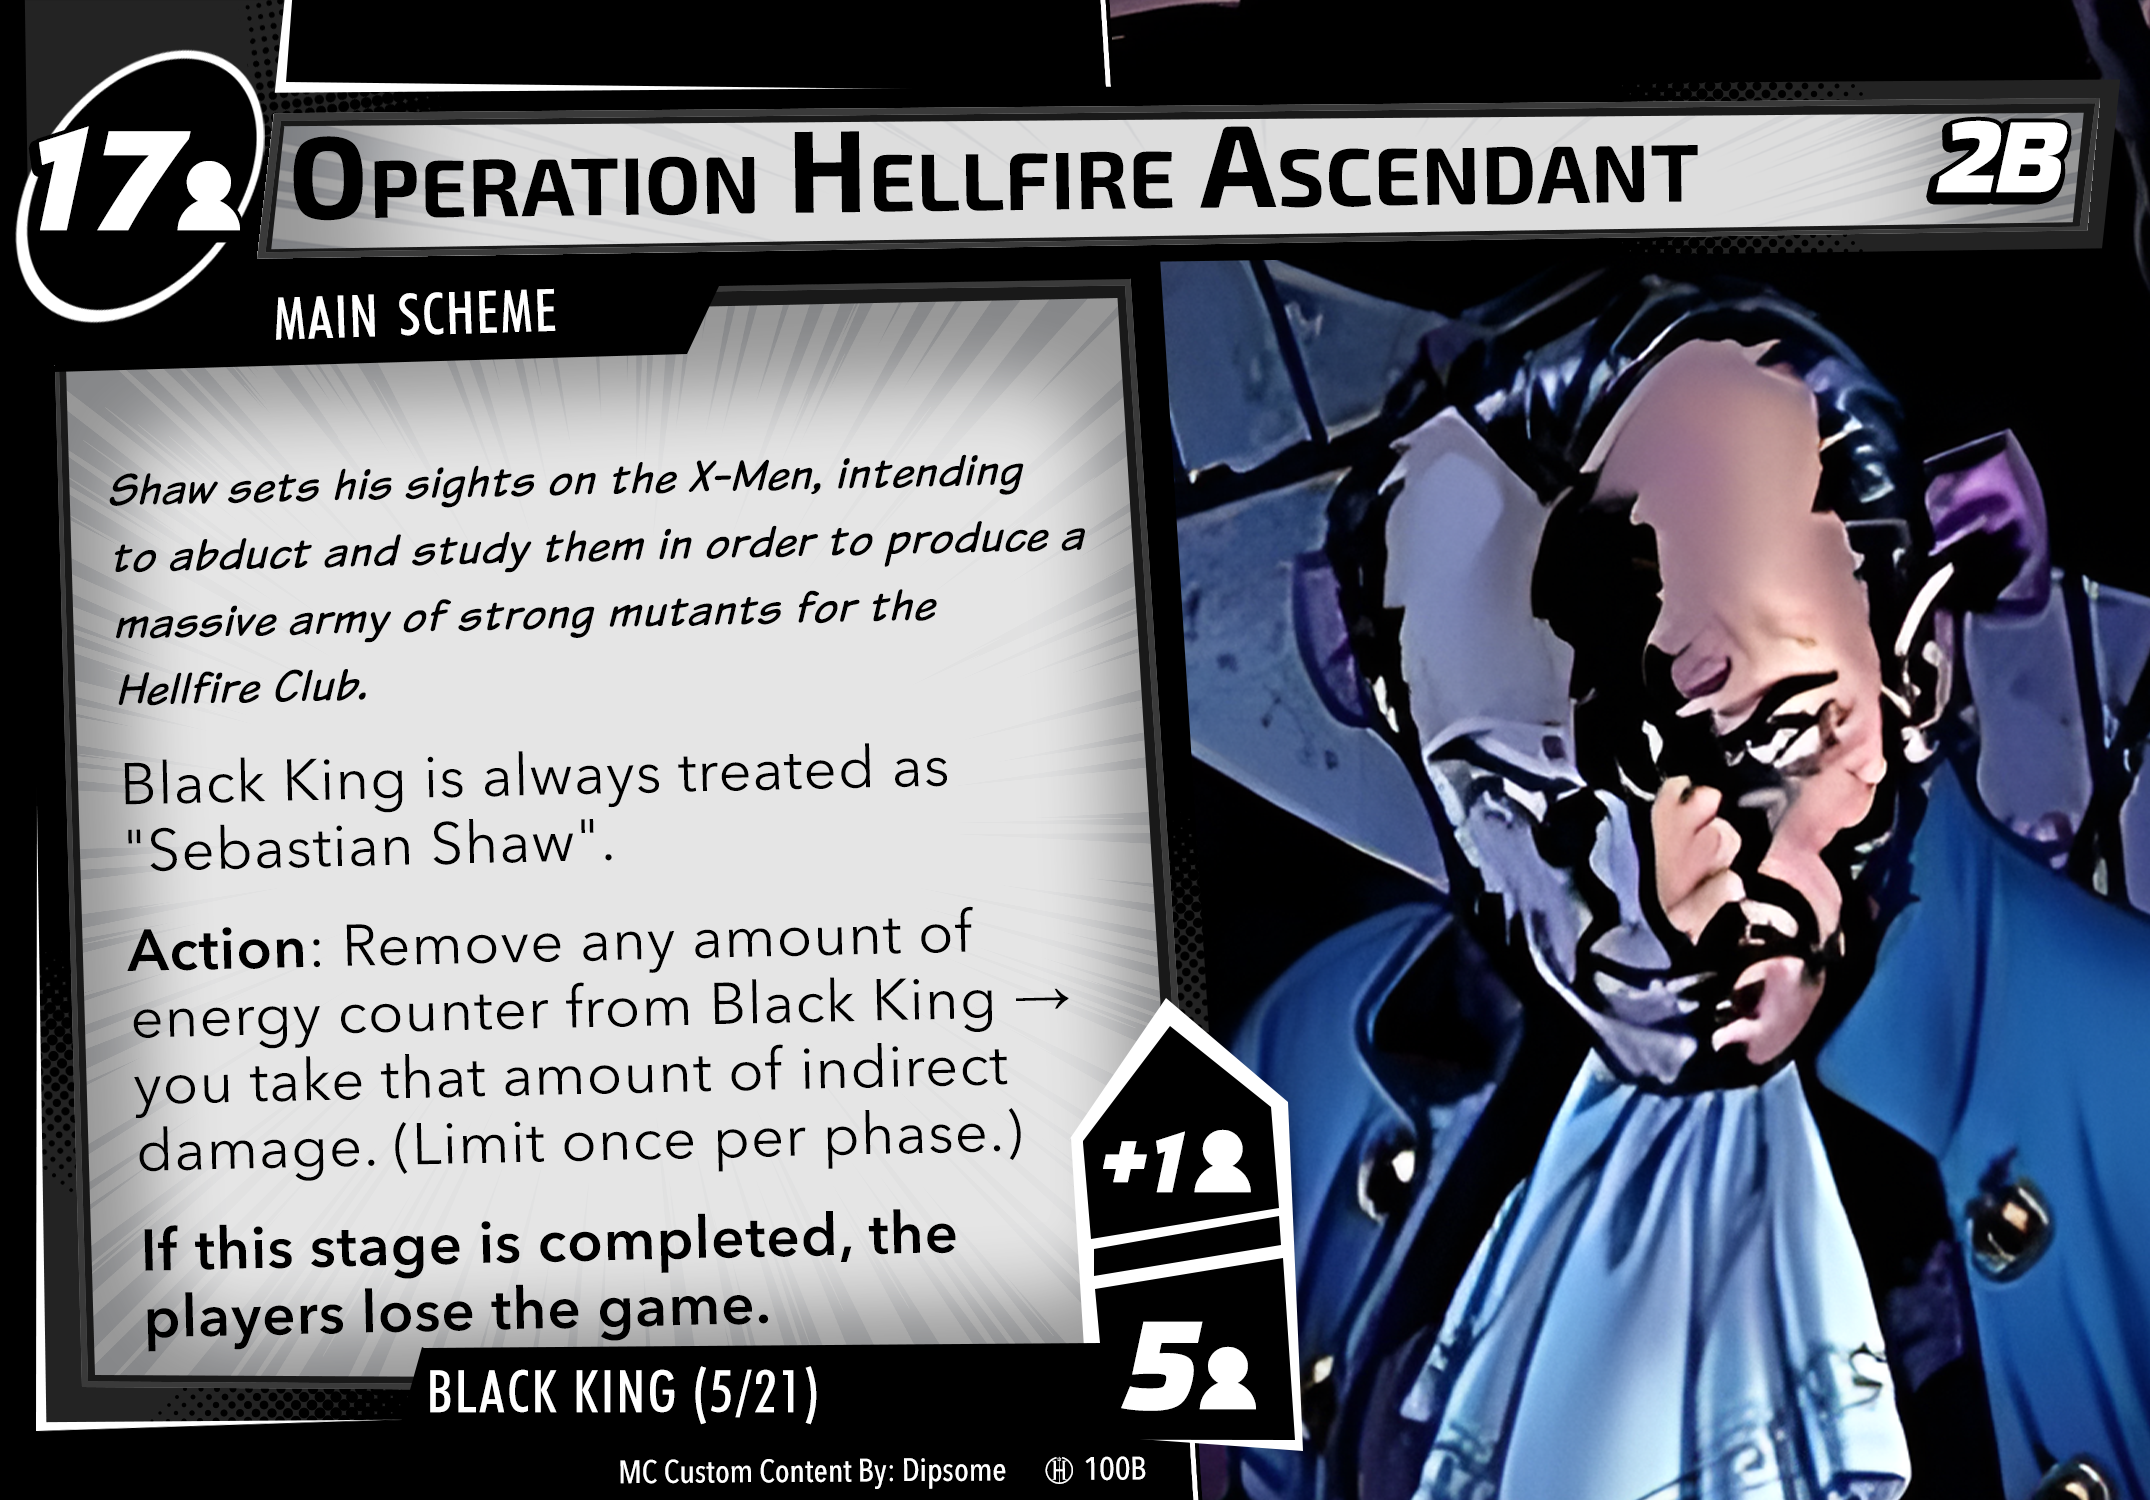 17
OPERATION HELLFIRE ASCENDANT
2B
MAIN SCHEME
Shaw sets his sights on the X-Men, intending
to abduct and study them in order to produce a
massive army of strong mutants for the
Hellfire Club.
Black King is always treated as
"Sebastian Shaw".
Action: Remove any amount of
energy counter from Black King →
you take that amount of indirect
damage. (Limit once per phase.)
If this stage is completed, the
players lose the game.
+1
5
BLACK KING (5/21)
MC Custom Content By: Dipsome
100B